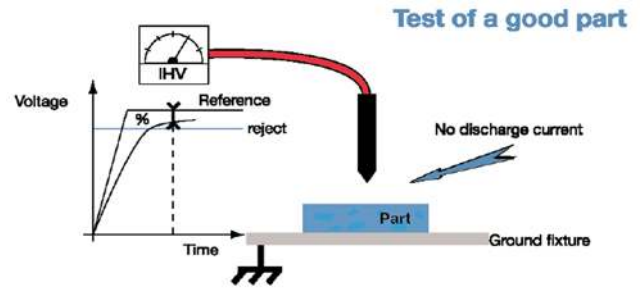 Test of a good part
IHV
Voltage
Reference
%
reject
No discharge current
Part
Time
Ground fixture